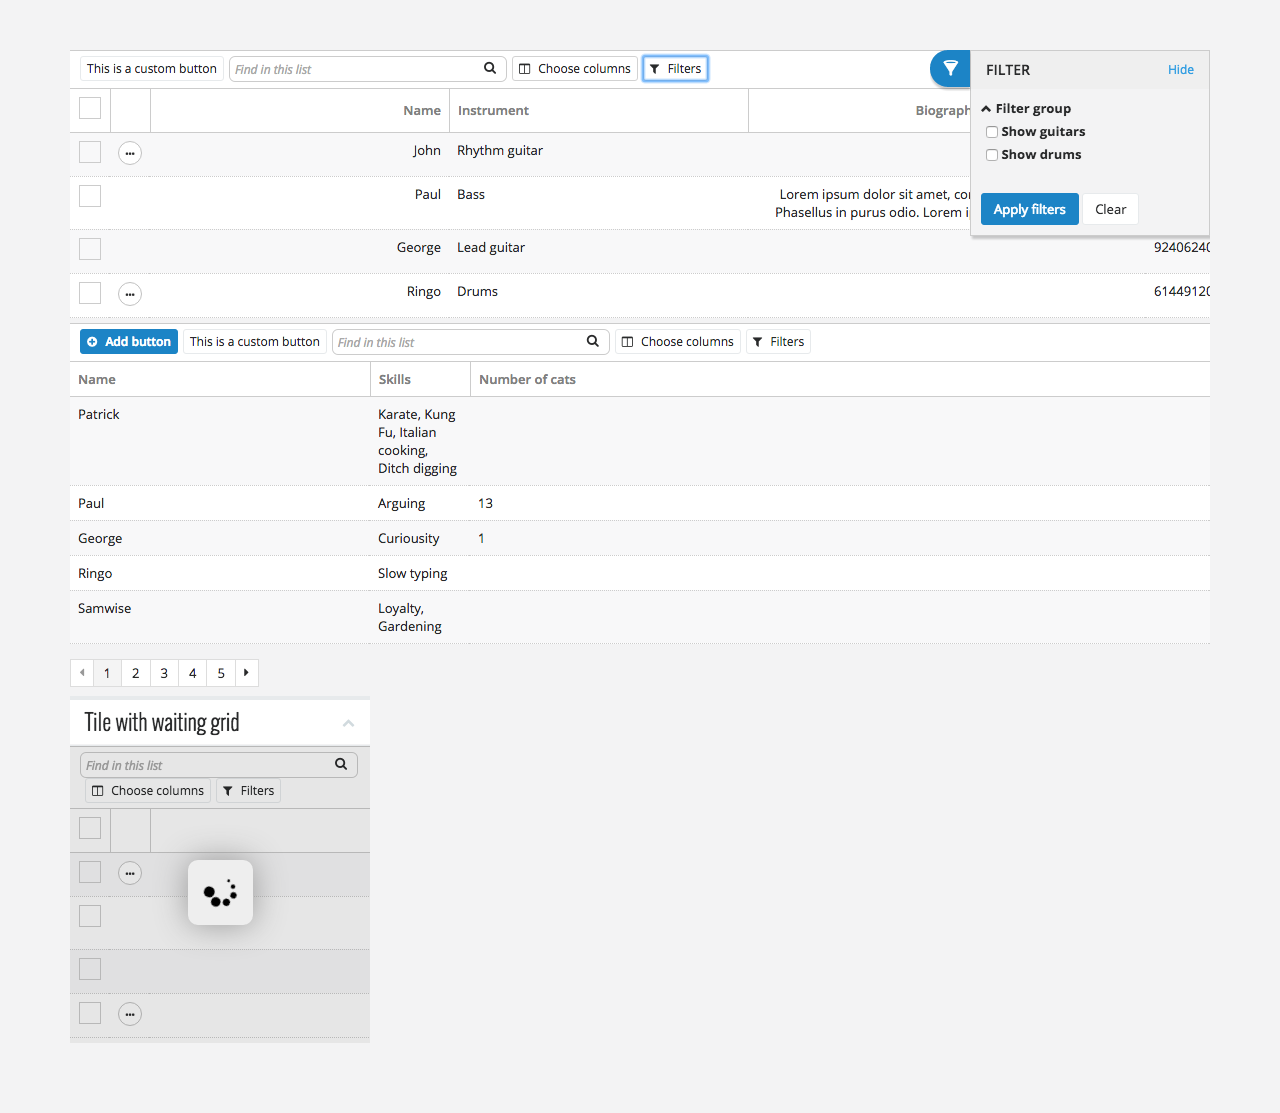 This is a custom button Find in this list Choose columns Filters
FILTER Hide
Name Instrument Biograph
Filter group
Show guitars
Show drums
John Rhythm guitar
Paul Bass Lorem ipsum dolor sit amet, con
Phasellus in purus odio. Lorem i
Apply filters Clear
George Lead guitar 92406240
Ringo Drums 61449120
Add button This is a custom button Find in this list Choose columns Filters
Name Skills Number of cats
Patrick Karate, Kung
Fu, Italian
cooking,
Ditch digging
Paul Arguing 13
George Curiousity 1
Ringo Slow typing
Samwise Loyalty,
Gardening
1 2 3 4 5
Tile with waiting grid
Find in this list
Choose columns Filters